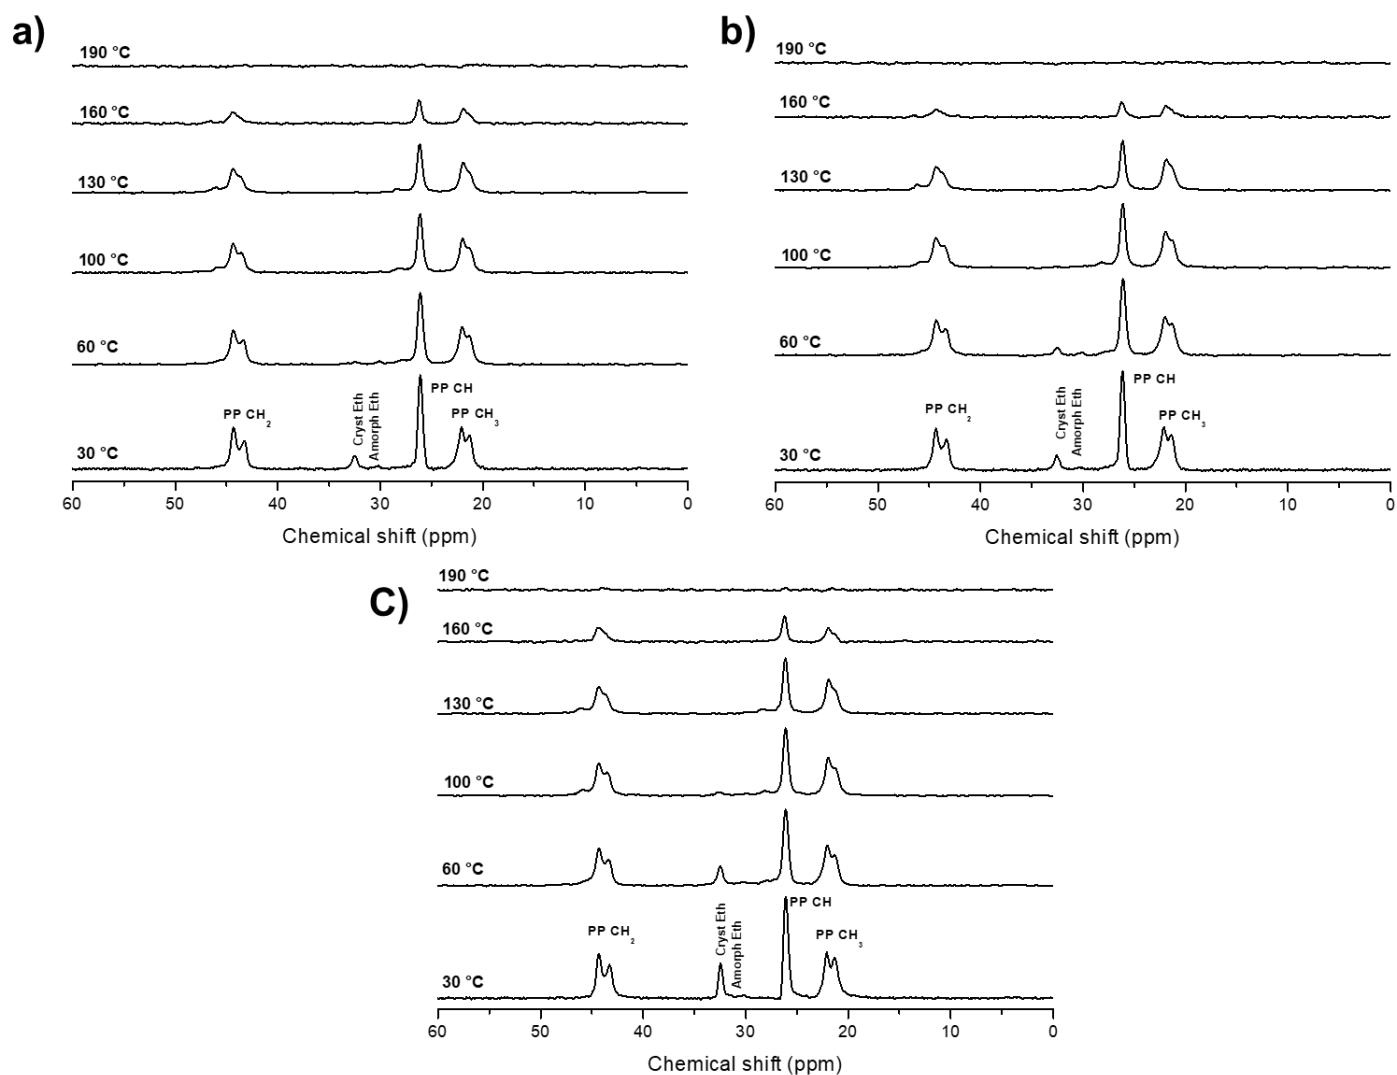 a)
190 °C
160 °C
130 °C
100 °C
60 °C
30 °C
PP CH2
Cryst Eth
Amorph Eth
PP CH
PP CH3
60 50 40 30 20 10 0
Chemical shift (ppm)
b)
190 °C
160 °C
130 °C
100 °C
60 °C
30 °C
PP CH2
Cryst Eth
Amorph Eth
PP CH
PP CH3
60 50 40 30 20 10 0
Chemical shift (ppm)
C)
190 °C
160 °C
130 °C
100 °C
60 °C
30 °C
PP CH2
Cryst Eth
Amorph Eth
PP CH
PP CH3
60 50 40 30 20 10 0
Chemical shift (ppm)